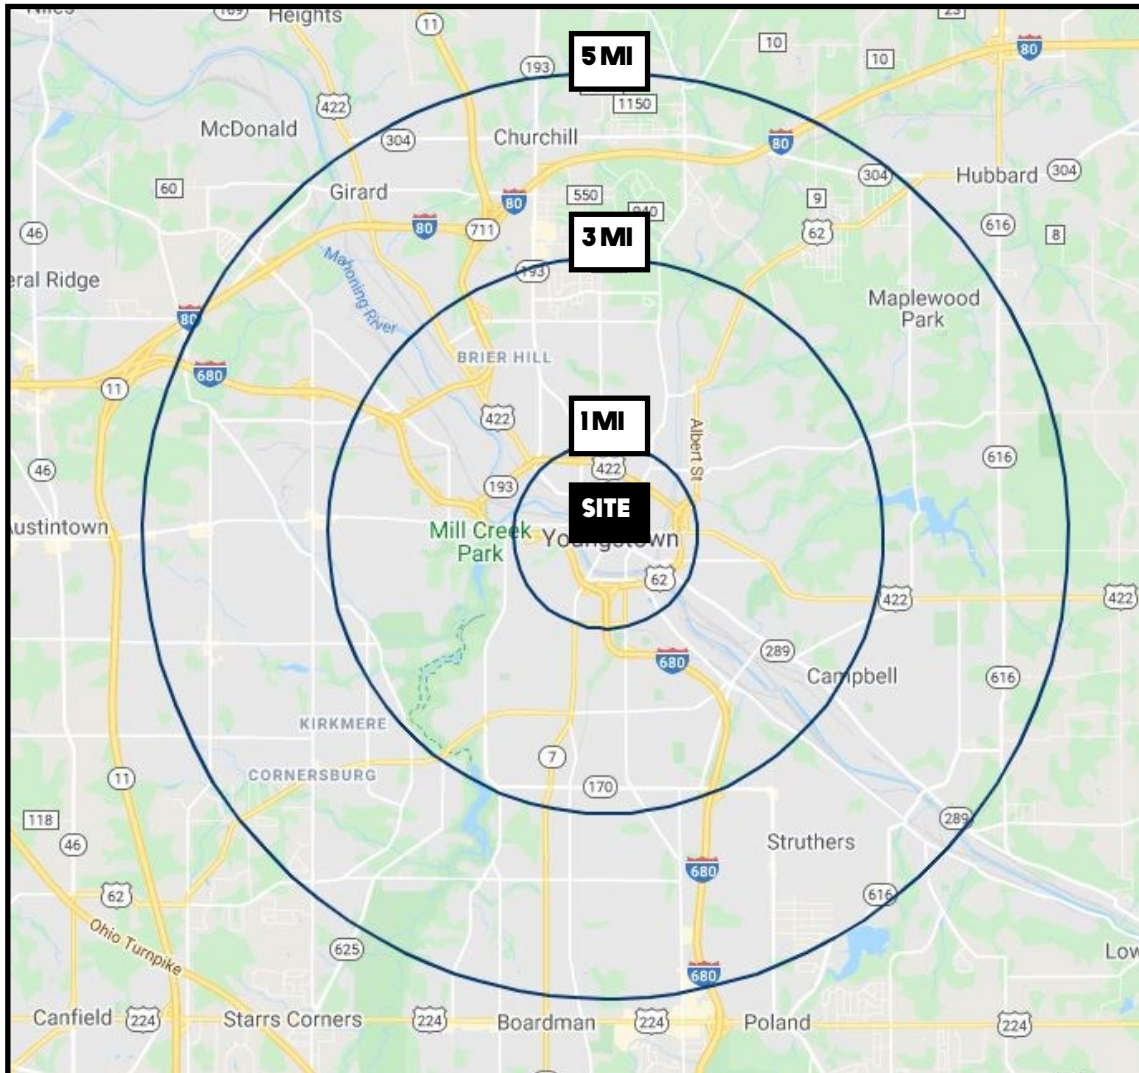 Heights
11
23
193
5 MI
10
80
10
1150
422
McDonald
304
Churchill
80
304
Hubbard
304
60
Girard
80
550
9
46
80
711
3 MI
62
616
8
Mahoning River
193
eral Ridge
Maplewood
Park
80
BRIER HILL
680
11
422
1 MI
Albert St
422
616
46
193
SITE
Austintown
Mill Creek
Park
Youngstown
62
422
422
289
680
Campbell
616
KIRKMERE
7
CORNERSBURG
11
170
118
46
289
Struthers
62
680
616
Ohio Turnpike
625
Low
680
Canfield
224
Starrs Corners
224
Boardman
224
Poland
224